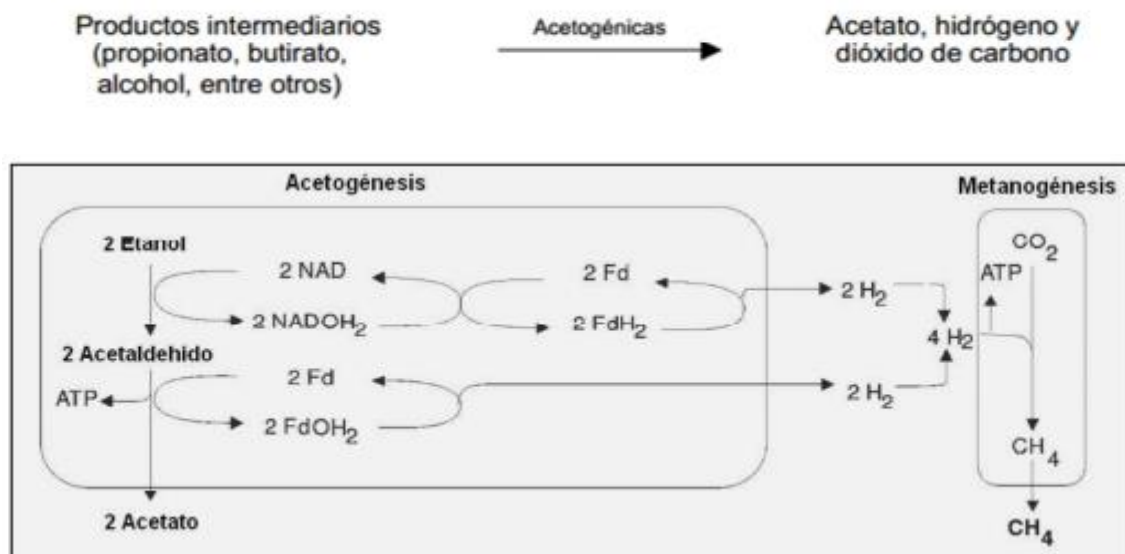 Productos intermediarios
(propionato, butirato,
alcohol, entre otros)
Acetogénicas
Acetato, hidrógeno y
dióxido de carbono
Acetogénesis
Metanogénesis
2 Etanol
2 NAD
2 NADOH2
2 Fd
2 FdH2
2 H2
CO2
ATP
4 H2
2 Acetaldehido
ATP
2 Fd
2 FdOH2
2 H2
CH4
2 Acetato
CH4